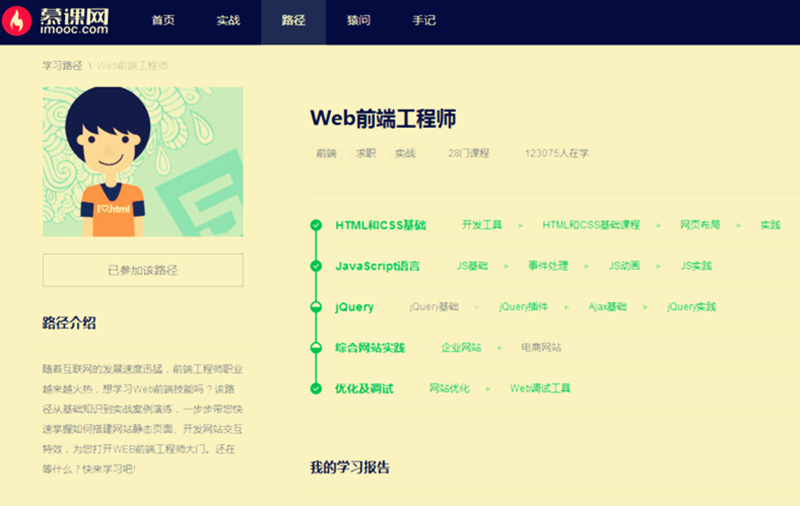 慕课网
imooc.com
首页 实战 路径 猿问 手记
学习路径 \ Web前端工程师
I♡html
已参加该路径
路径介绍
随着互联网的发展速度迅猛，前端工程师职业
越来越火热，想学习Web前端技能吗？该路
径从基础知识到实战案例演练，一步步带您快
速掌握如何搭建网站静态页面、开发网站交互
特效，为您打开WEB前端工程师大门。还在
等什么？快来学习吧!
Web前端工程师
前端 求职 实战 28门课程 123075人在学
HTML和CSS基础 开发工具 HTML和CSS基础课程 网页布局 实践
JavaScript语言 JS基础 事件处理 JS动画 JS实践
jQuery jQuery基础 jQuery插件 Ajax基础 jQuery实践
综合网站实践 企业网站 电商网站
优化及调试 网站优化 Web调试工具
我的学习报告